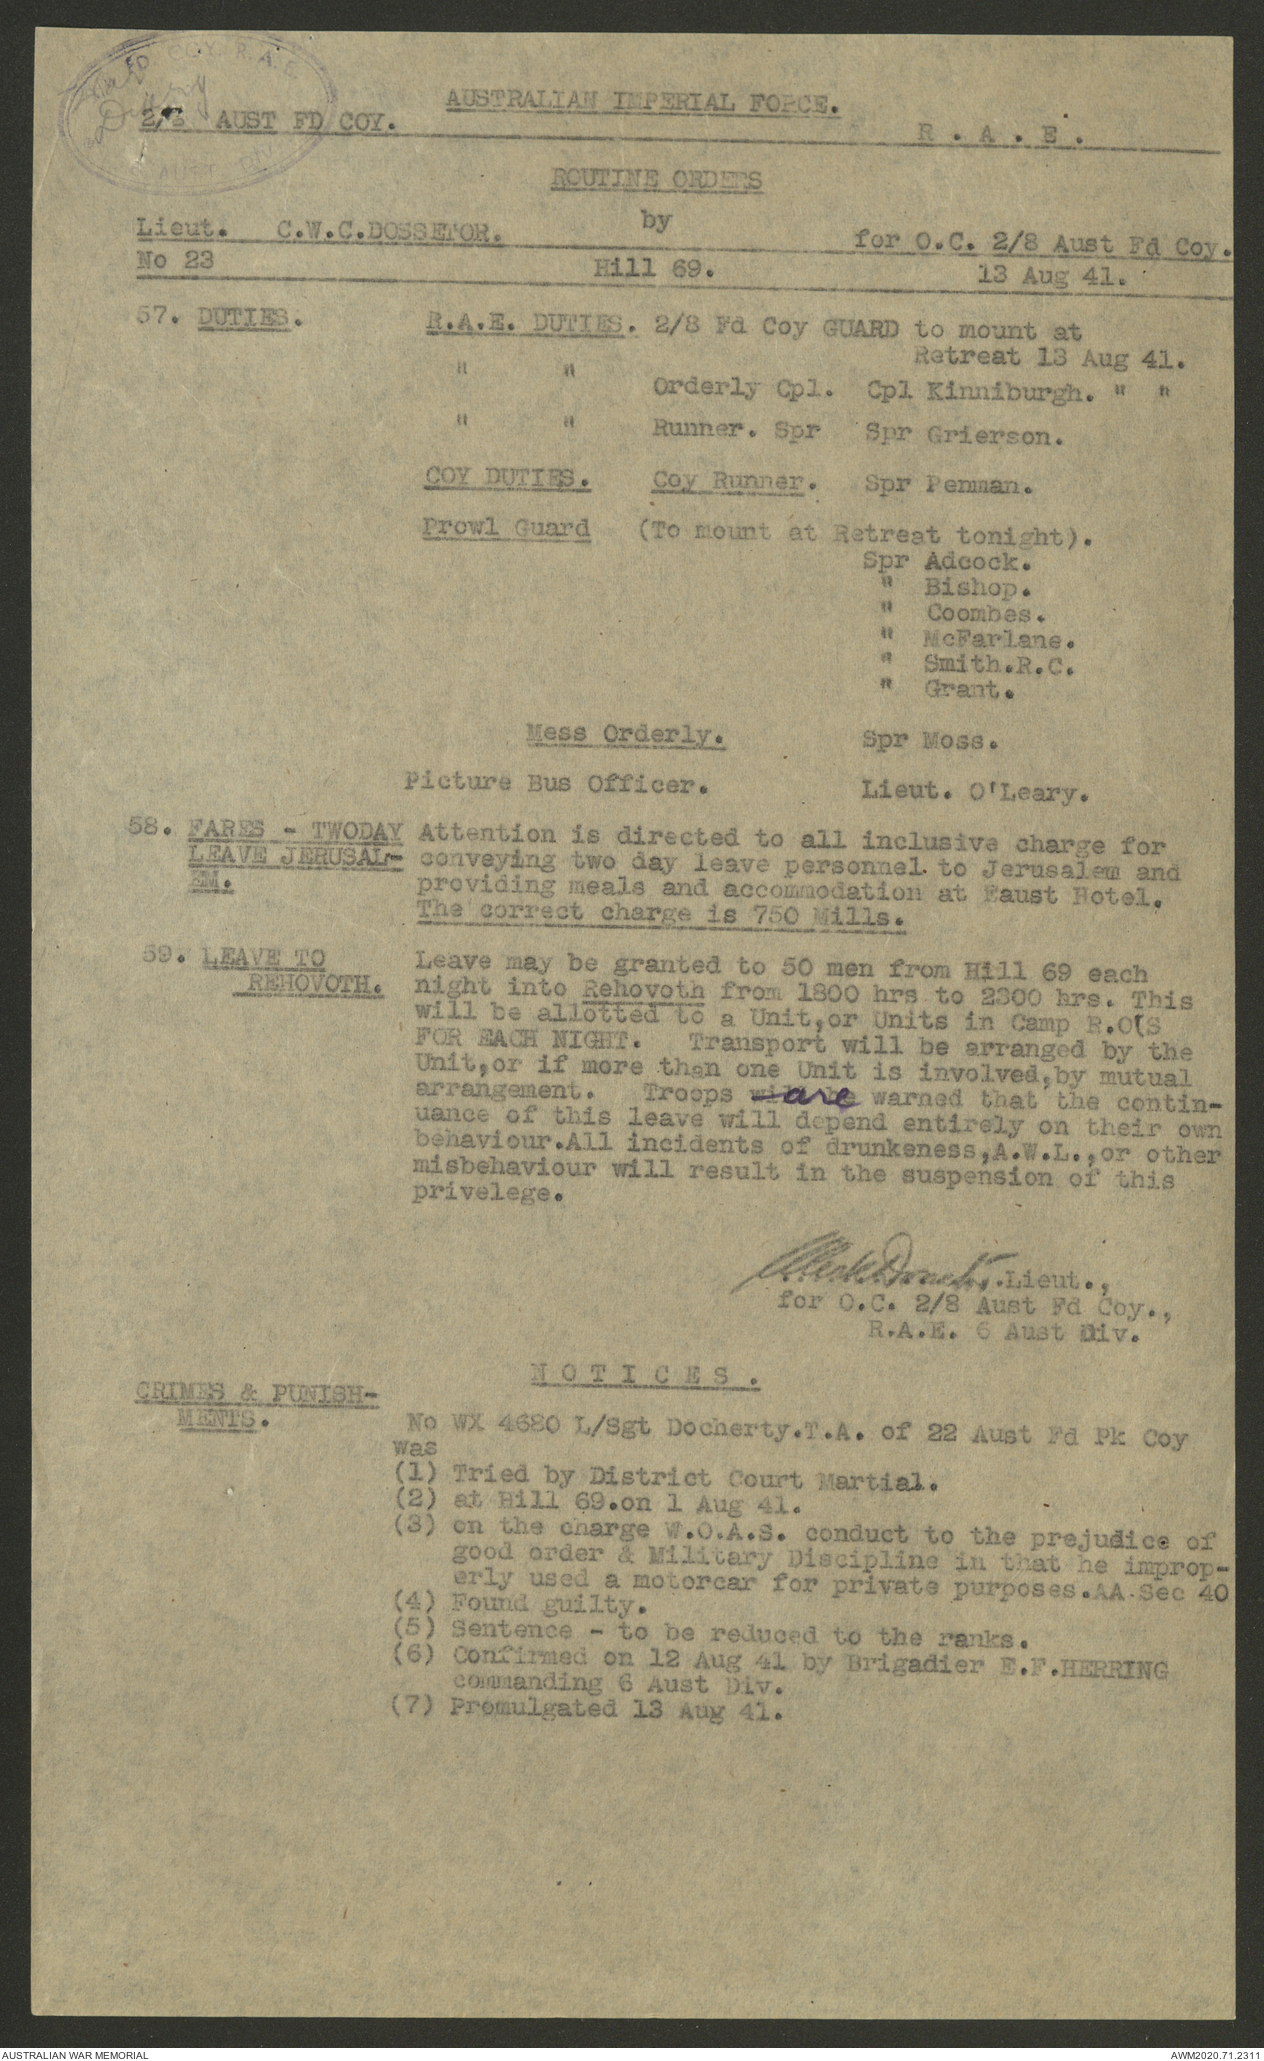 FD COY. R.A.E.
War Diary
AUST. DIV.
AUSTRALIAN IMPERIAL FORCE.
2/8 AUST FD COY.
R . A . E .
ROUTINE ORDERS
by
Lieut. C.W.C.DOSSETOR. for O.C. 2/8 Aust Fd Coy.
No 23 Hill 69. 13 Aug 41.
57. DUTIES. R.A.E. DUTIES. 2/8 Fd Coy GUARD to mount at
Retreat 13 Aug 41.
" " Orderly Cpl. Cpl Kinniburgh. " "
" " Runner. Spr Spr Grierson.
COY DUTIES. Coy Runner. Spr Penman.
Prowl Guard (To mount at Retreat tonight).
Spr Adcock.
" Bishop.
" Coombes.
" McFarlane.
" Smith.R.C.
" Grant.
Mess Orderly. Spr Moss.
Picture Bus Officer. Lieut. O'Leary.
58. FARES - TWODAY Attention is directed to all inclusive charge for
LEAVE JERUSAL- conveying two day leave personnel to Jerusalem and
EM. providing meals and accommodation at Faust Hotel.
The correct charge is 750 Mills.
59. LEAVE TO Leave may be granted to 50 men from Hill 69 each
REHOVOTH. night into Rehovoth from 1800 hrs to 2300 hrs. This
will be allotted to a Unit,or Units in Camp R.O(S
FOR EACH NIGHT. Transport will be arranged by the
Unit,or if more than one Unit is involved,by mutual
arrangement. Troops will be are warned that the contin-
uance of this leave will depend entirely on their own
behaviour.All incidents of drunkeness,A.W.L.,or other
misbehaviour will result in the suspension of this
privelege.
Lieut.,
for O.C. 2/8 Aust Fd Coy.,
R.A.E. 6 Aust Div.
N O T I C E S .
CRIMES & PUNISH-
MENTS.
No WX 4680 L/Sgt Docherty.T.A. of 22 Aust Fd Pk Coy
was
(1) Tried by District Court Martial.
(2) at Hill 69.on 1 Aug 41.
(3) on the charge W.O.A.S. conduct to the prejudice of
good order & Military Discipline in that he improp-
erly used a motorcar for private purposes.AA.Sec 40
(4) Found guilty.
(5) Sentence - to be reduced to the ranks.
(6) Confirmed on 12 Aug 41 by Brigadier E.F.HERRING
commanding 6 Aust Div.
(7) Promulgated 13 Aug 41.
AUSTRALIAN WAR MEMORIAL
AWM2020.71.2311